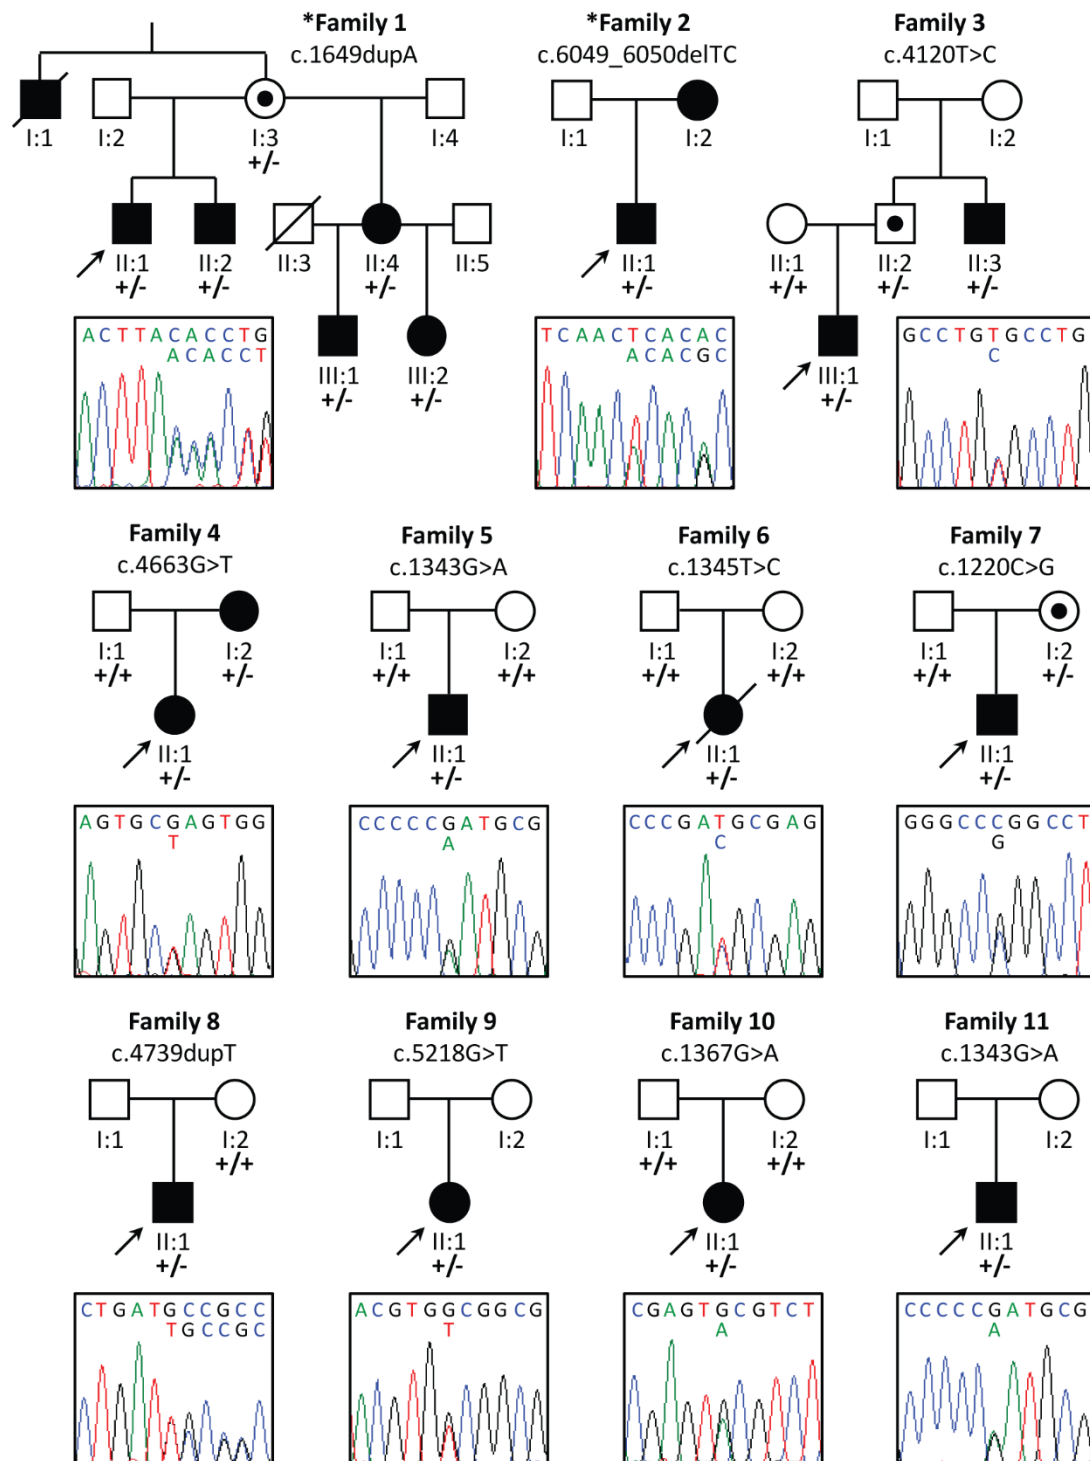 *Family 1
c.1649dupA
I:1
I:2
I:3
+/-
I:4
II:1
+/-
II:2
+/-
II:3
II:4
+/-
II:5
III:1
+/-
III:2
+/-
ACTTACACCTG
ACACCT
*Family 2
c.6049_6050delTC
I:1
I:2
II:1
+/-
TCAACTCACAC
ACACGC
Family 3
c.4120T>C
I:1
I:2
II:1
+/+
II:2
+/-
II:3
+/-
III:1
+/-
GCCTGTGCCTG
C
Family 4
c.4663G>T
I:1
+/+
I:2
+/-
II:1
+/-
AGTGCGAGTGG
T
Family 5
c.1343G>A
I:1
+/+
I:2
+/+
II:1
+/-
CCCCCGATGCG
A
Family 6
c.1345T>C
I:1
+/+
I:2
+/+
II:1
+/-
CCCGATGCGAG
C
Family 7
c.1220C>G
I:1
+/+
I:2
+/-
II:1
+/-
GGGCCCGGCCT
G
Family 8
c.4739dupT
I:1
I:2
+/+
II:1
+/-
CTGATGCCGCC
TGCCGC
Family 9
c.5218G>T
I:1
I:2
II:1
+/-
ACGTGGCGGCG
T
Family 10
c.1367G>A
I:1
+/+
I:2
+/+
II:1
+/-
CGAGTGCGTCT
A
Family 11
c.1343G>A
I:1
I:2
II:1
+/-
CCCCCGATGCG
A